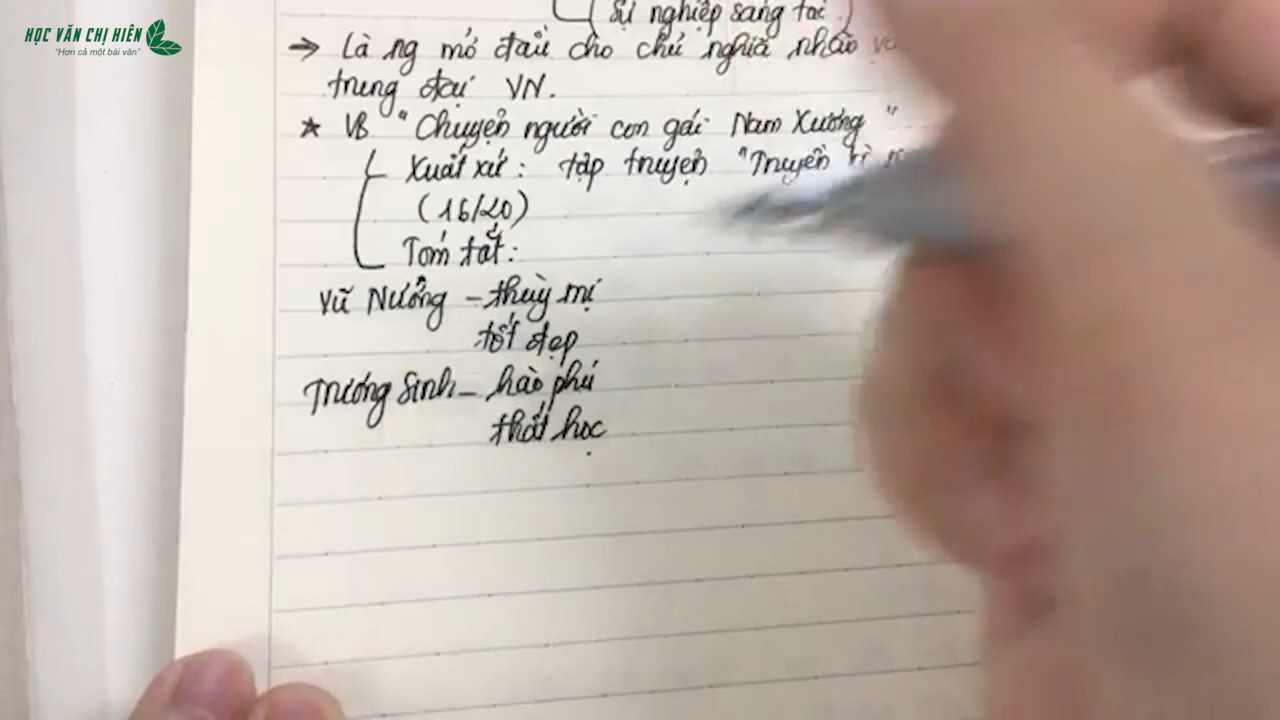 HỌC VĂN CHỊ HIÊN
"Hơn cả một bài văn"
( Sự nghiệp sáng tác )
→ Là ng mở đầu cho chủ nghĩa nhân
trung đại VN.
* VB "Chuyện người con gái Nam Xương"
Xuất xứ: tập truyện "Truyền kì
(16/20)
Tóm tắt:
Vũ Nương - thùy mị
tốt đẹp
Trương Sinh - hào phú
thất học